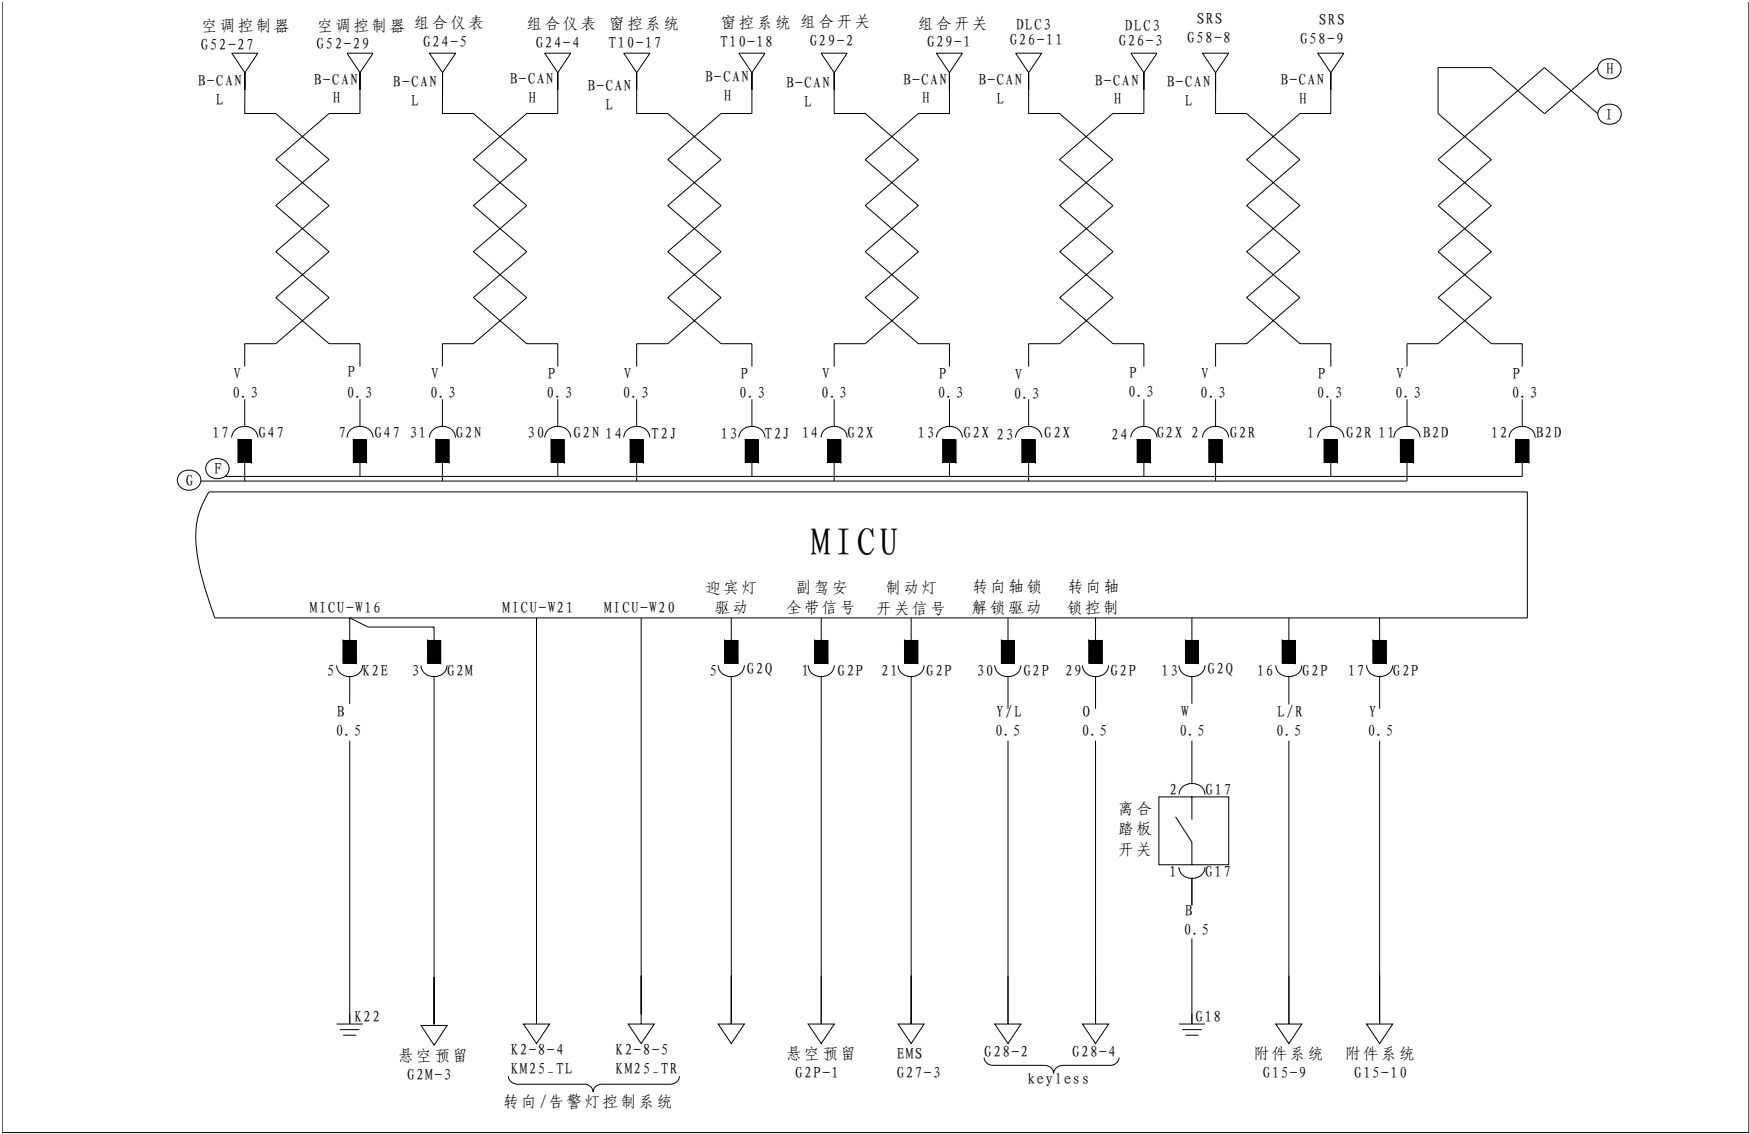 空调控制器 空调控制器 组合仪表 组合仪表 窗控系统 窗控系统 组合开关 组合开关 DLC3 DLC3 SRS SRS
G52-27 G52-29 G24-5 G24-4 T10-17 T10-18 G29-2 G29-1 G26-11 G26-3 G58-8 G58-9
B-CAN B-CAN B-CAN B-CAN B-CAN B-CAN B-CAN B-CAN B-CAN B-CAN B-CAN B-CAN H
L H L H L H L H L H L H I
V P V P V P V P V P V P V P
0.3 0.3 0.3 0.3 0.3 0.3 0.3 0.3 0.3 0.3 0.3 0.3 0.3 0.3
17 G47 7 G47 31 G2N 30 G2N 14 T2J 13 T2J 14 G2X 13 G2X 23 G2X 24 G2X 2 G2R 1 G2R 11 B2D 12 B2D
F
G
MICU
迎宾灯 副驾安 制动灯 转向轴锁 转向轴
MICU-W16 MICU-W21 MICU-W20 驱动 全带信号 开关信号 解锁驱动 锁控制
5 K2E 3 G2M 5 G2Q 1 G2P 21 G2P 30 G2P 29 G2P 13 G2Q 16 G2P 17 G2P
B Y/L O W L/R Y
0.5 0.5 0.5 0.5 0.5 0.5
2 G17
离合
踏板
开关
1 G17
B
0.5
K22 G18
悬空预留 K2-8-4 K2-8-5 悬空预留 EMS G28-2 G28-4 附件系统 附件系统
G2M-3 KM25_TL KM25_TR G2P-1 G27-3 keyless G15-9 G15-10
转向/告警灯控制系统